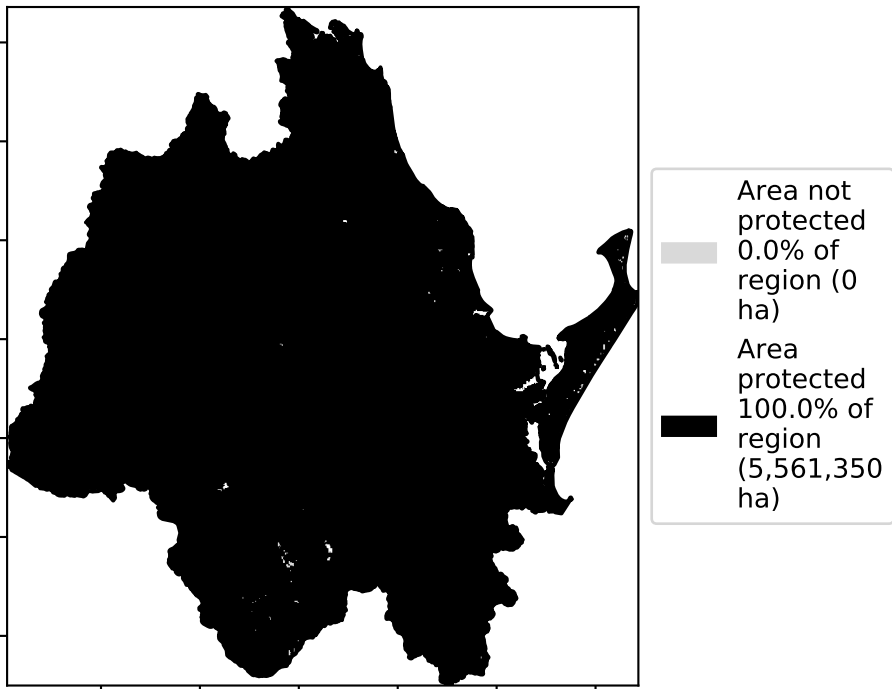 Area not
protected
0.0% of
region (0
ha)
Area
protected
100.0% of
region
(5,561,350
ha)